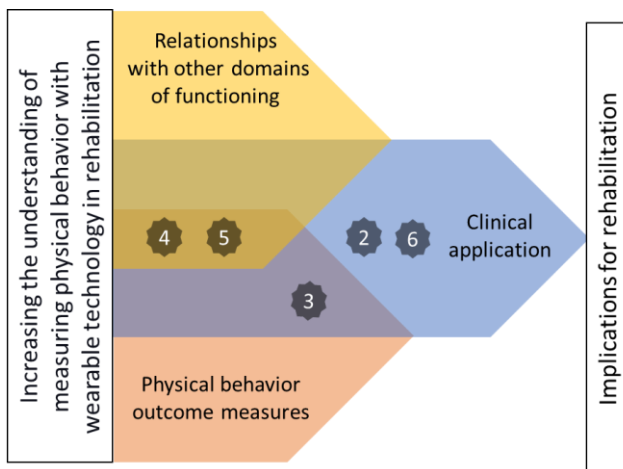 Increasing the understanding of
measuring physical behavior with
wearable technology in rehabilitation
Relationships
with other domains
of functioning
4
5
2
6
Clinical
application
3
Physical behavior
outcome measures
Implications for rehabilitation